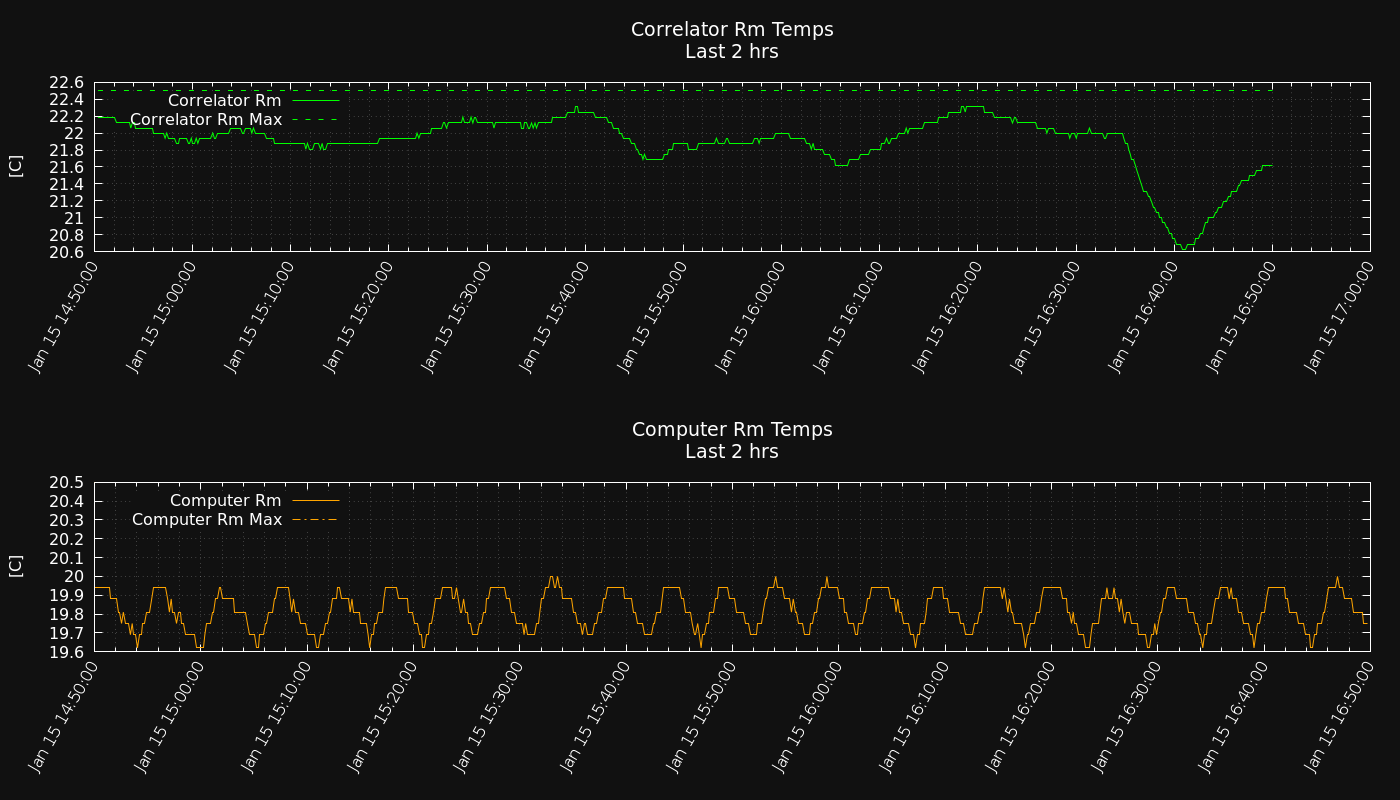 Correlator Rm Temps
Last 2 hrs
22.6
22.4
22.2
22
21.8
21.6
21.4
21.2
21
20.8
20.6
[C]
Correlator Rm
Correlator Rm Max
Jan 15 14:50:00
Jan 15 15:00:00
Jan 15 15:10:00
Jan 15 15:20:00
Jan 15 15:30:00
Jan 15 15:40:00
Jan 15 15:50:00
Jan 15 16:00:00
Jan 15 16:10:00
Jan 15 16:20:00
Jan 15 16:30:00
Jan 15 16:40:00
Jan 15 16:50:00
Jan 15 17:00:00
Computer Rm Temps
Last 2 hrs
20.5
20.4
20.3
20.2
20.1
20
19.9
19.8
19.7
19.6
[C]
Computer Rm
Computer Rm Max
Jan 15 14:50:00
Jan 15 15:00:00
Jan 15 15:10:00
Jan 15 15:20:00
Jan 15 15:30:00
Jan 15 15:40:00
Jan 15 15:50:00
Jan 15 16:00:00
Jan 15 16:10:00
Jan 15 16:20:00
Jan 15 16:30:00
Jan 15 16:40:00
Jan 15 16:50:00